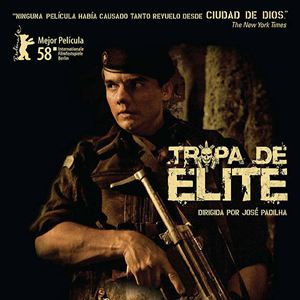 "NINGUNA PELÍCULA HABÍA CAUSADO TANTO REVUELO DESDE CIUDAD DE DIOS."
The New York Times
Mejor Película
58
Internationale
Filmfestspiele
Berlin
TROPA DE
ELITE
DIRIGIDA POR JOSÉ PADILHA